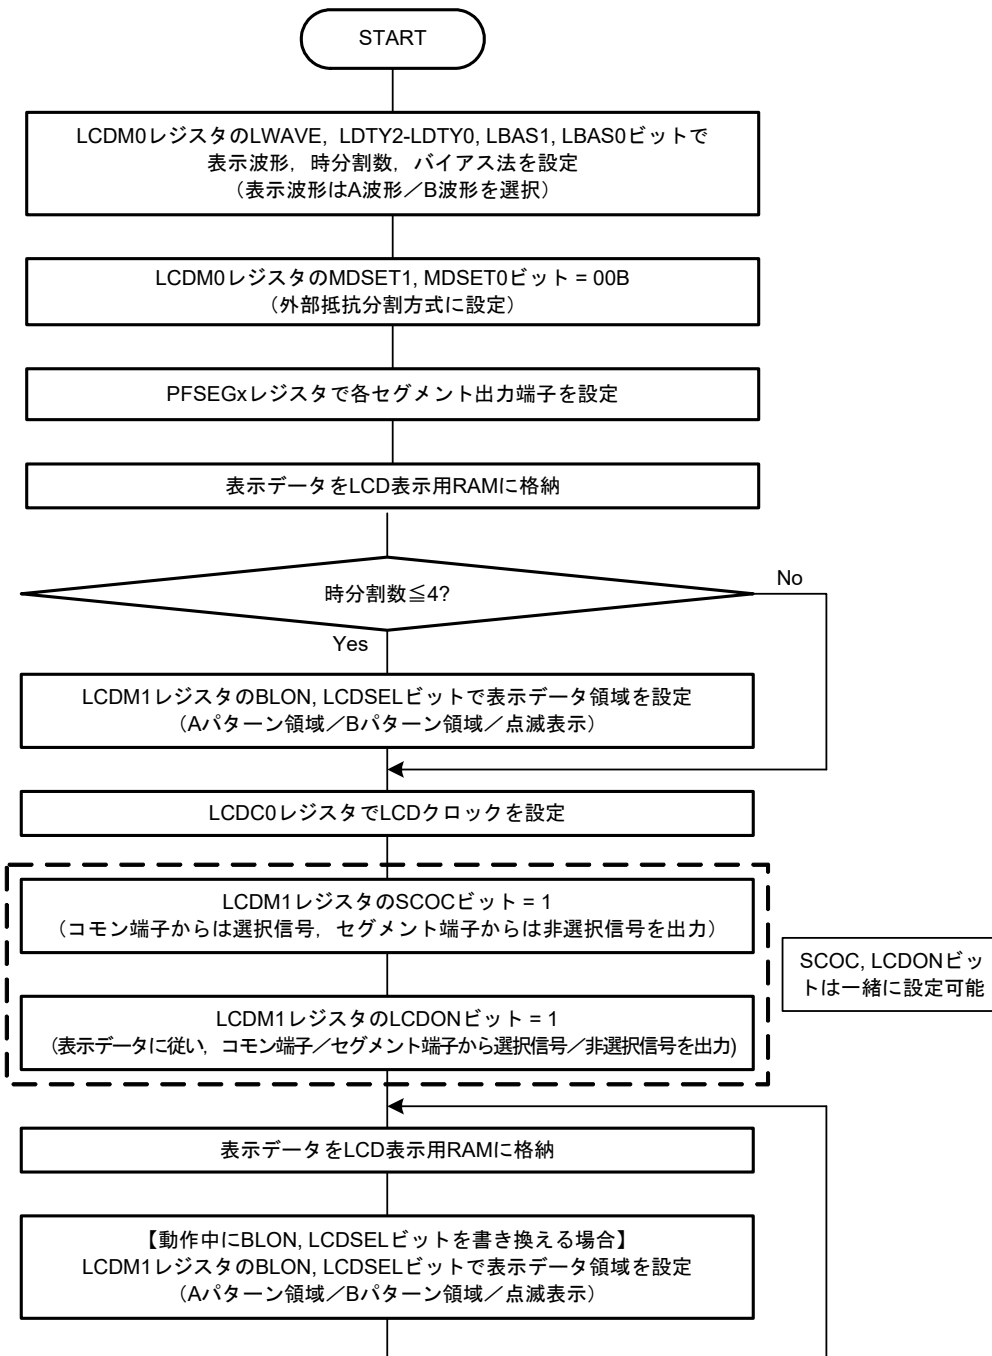 START
LCDM0レジスタのLWAVE, LDTY2-LDTY0, LBAS1, LBAS0ビットで
表示波形,時分割数,バイアス法を設定
(表示波形はA波形/B波形を選択)
LCDM0レジスタのMDSET1, MDSET0ビット = 00B
(外部抵抗分割方式に設定)
PFSEGxレジスタで各セグメント出力端子を設定
表示データをLCD表示用RAMに格納
時分割数≦4?
No
Yes
LCDM1レジスタのBLON, LCDSELビットで表示データ領域を設定
(Aパターン領域/Bパターン領域/点滅表示)
LCDC0レジスタでLCDクロックを設定
LCDM1レジスタのSCOCビット = 1
(コモン端子からは選択信号,セグメント端子からは非選択信号を出力)
SCOC, LCDONビッ
トは一緒に設定可能
LCDM1レジスタのLCDONビット = 1
(表示データに従い,コモン端子/セグメント端子から選択信号/非選択信号を出力)
表示データをLCD表示用RAMに格納
【動作中にBLON, LCDSELビットを書き換える場合】
LCDM1レジスタのBLON, LCDSELビットで表示データ領域を設定
(Aパターン領域/Bパターン領域/点滅表示)